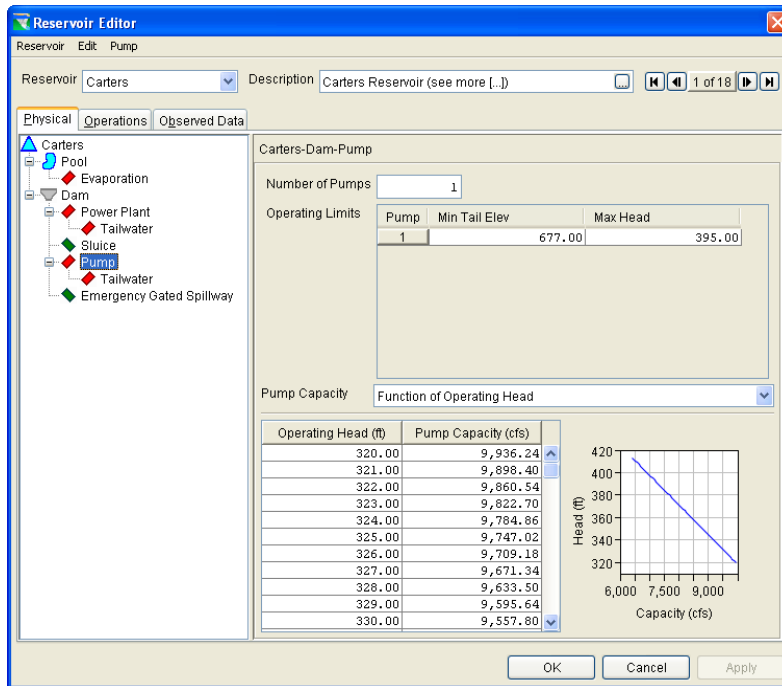 Reservoir Editor
Reservoir Edit Pump
Reservoir Carters Description Carters Reservoir (see more [...]) ... 1 of 18
Physical Operations Observed Data
Carters
Pool
Evaporation
Dam
Power Plant
Tailwater
Sluice
Pump
Tailwater
Emergency Gated Spillway
Carters-Dam-Pump
Number of Pumps 1
Operating Limits Pump Min Tail Elev Max Head
1 677.00 395.00
Pump Capacity Function of Operating Head
Operating Head (ft) Pump Capacity (cfs)
320.00 9,936.24
321.00 9,898.40
322.00 9,860.54
323.00 9,822.70
324.00 9,784.86
325.00 9,747.02
326.00 9,709.18
327.00 9,671.34
328.00 9,633.50
329.00 9,595.64
330.00 9,557.80
Head (ft)
420
400
380
360
340
320
6,000 7,500 9,000
Capacity (cfs)
OK Cancel Apply